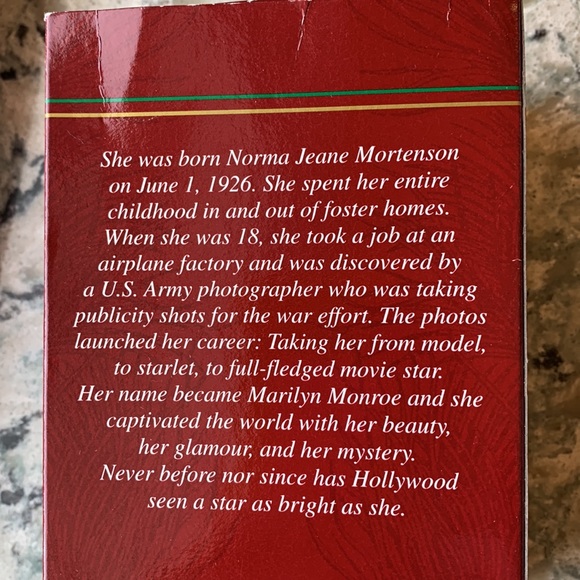 She was born Norma Jeane Mortenson
on June 1, 1926. She spent her entire
childhood in and out of foster homes.
When she was 18, she took a job at an
airplane factory and was discovered by
a U.S. Army photographer who was taking
publicity shots for the war effort. The photos
launched her career: Taking her from model,
to starlet, to full-fledged movie star.
Her name became Marilyn Monroe and she
captivated the world with her beauty,
her glamour, and her mystery.
Never before nor since has Hollywood
seen a star as bright as she.